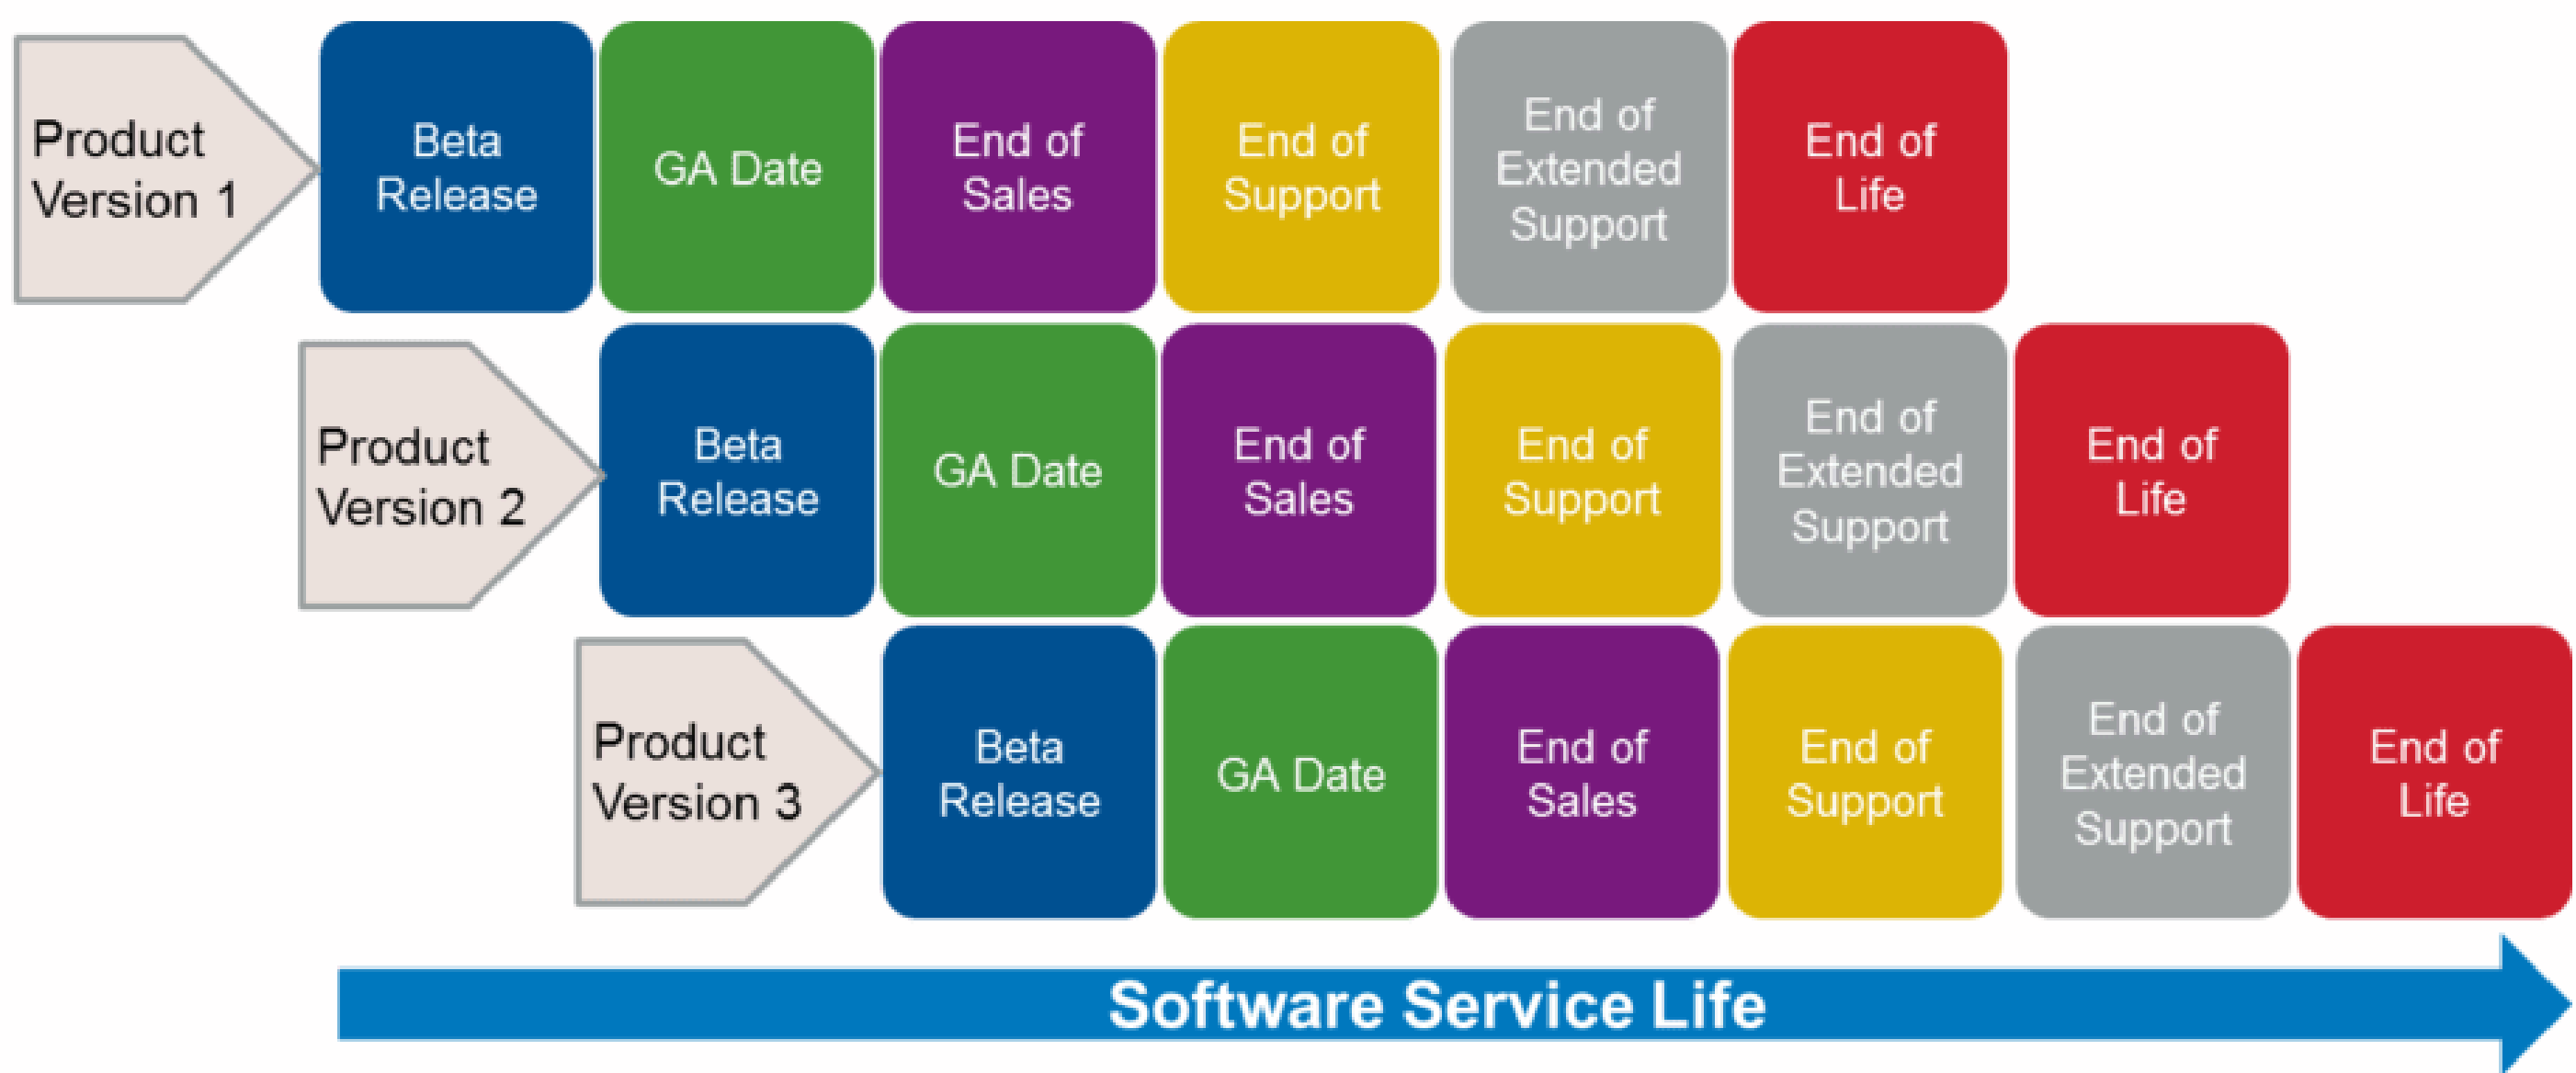 Product
Version 1
Beta
Release
GA Date
End of
Sales
End of
Support
End of
Extended
Support
End of
Life
Product
Version 2
Beta
Release
GA Date
End of
Sales
End of
Support
End of
Extended
Support
End of
Life
Product
Version 3
Beta
Release
GA Date
End of
Sales
End of
Support
End of
Extended
Support
End of
Life
Software Service Life